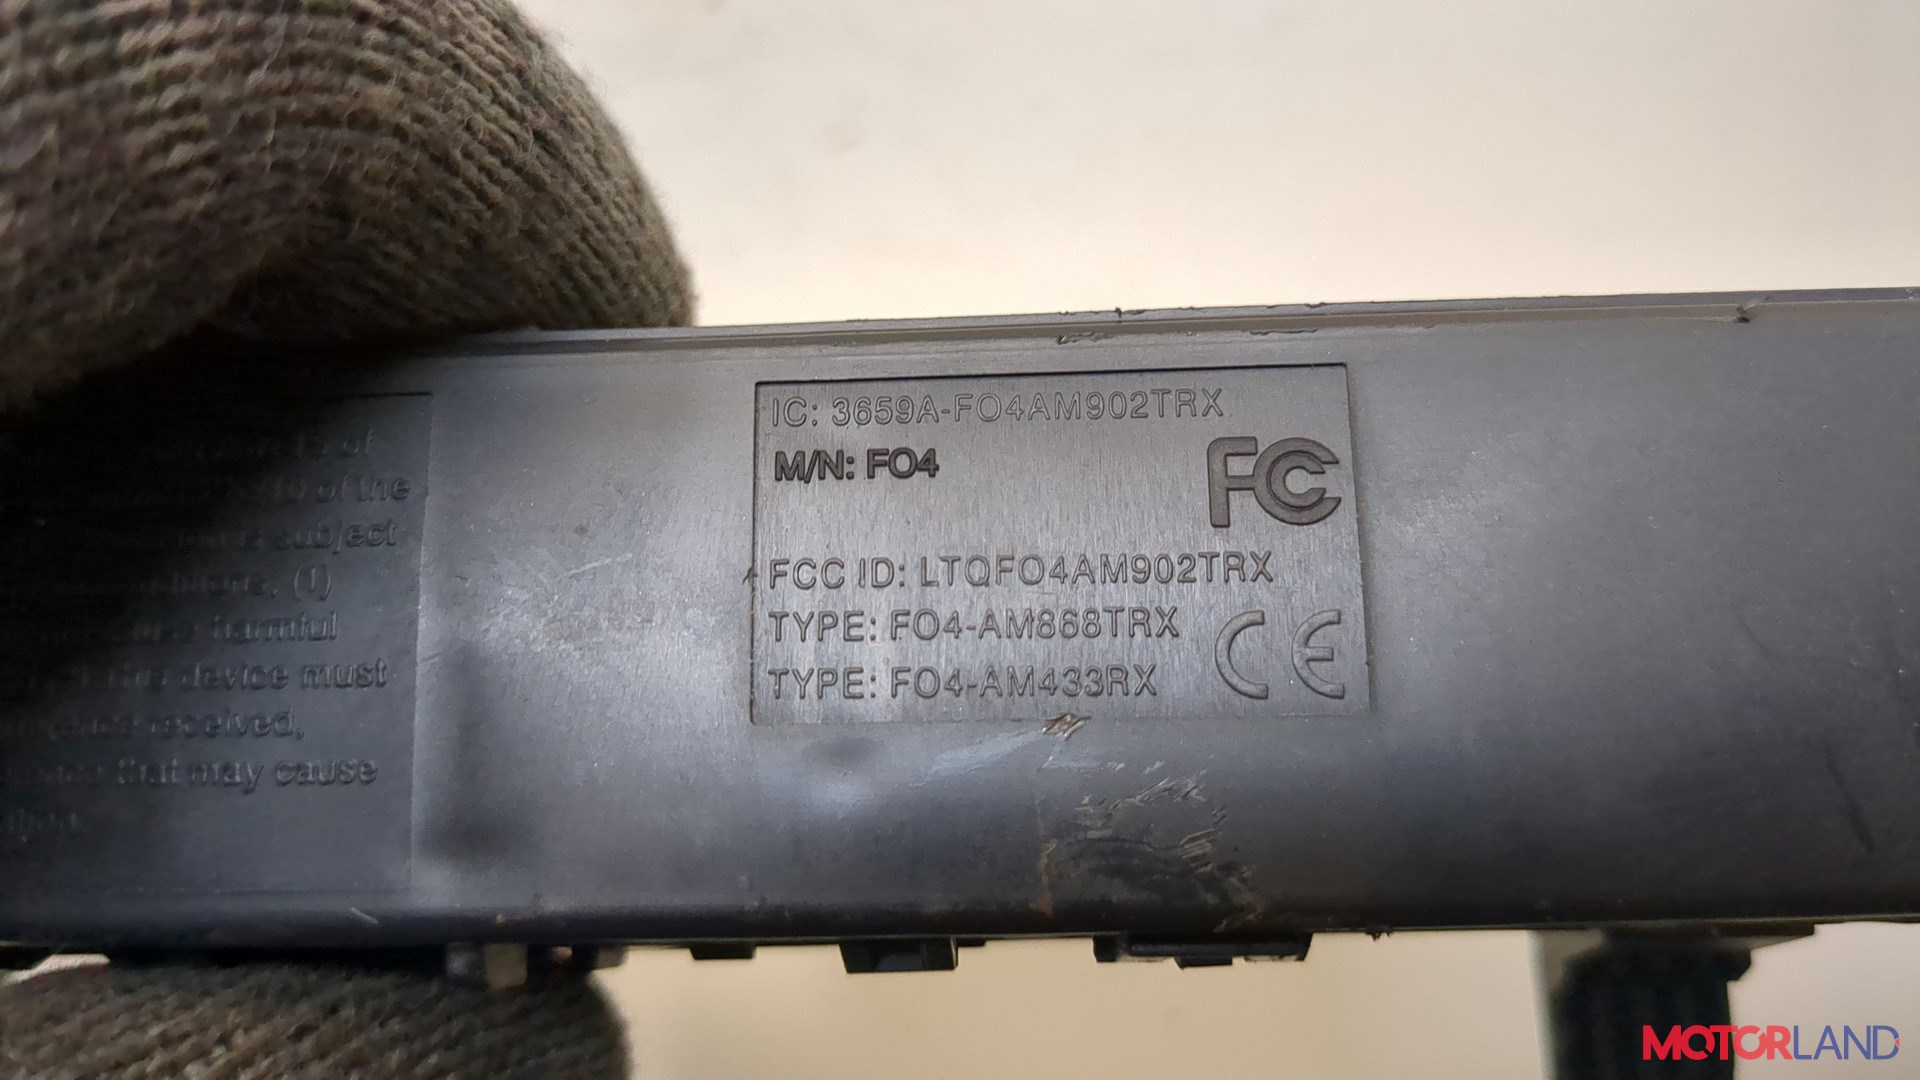 of
of the
subject
(1)
harmful
device must
received,
that may cause
IC: 3659A-FO4AM902TRX
M/N: FO4
FC
FCC ID: LTQFO4AM902TRX
TYPE: FO4-AM868TRX
TYPE: FO4-AM433RX
CE
MOTORLAND